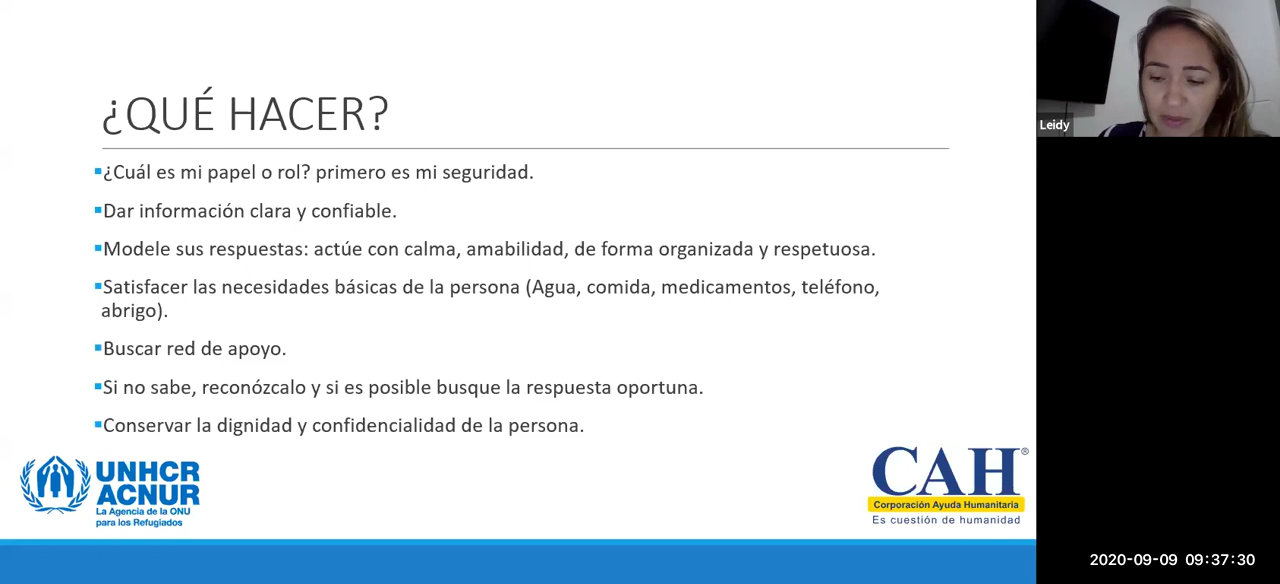 ¿QUÉ HACER?
▪¿Cuál es mi papel o rol? primero es mi seguridad.
▪Dar información clara y confiable.
▪Modele sus respuestas: actúe con calma, amabilidad, de forma organizada y respetuosa.
▪Satisfacer las necesidades básicas de la persona (Agua, comida, medicamentos, teléfono,
abrigo).
▪Buscar red de apoyo.
▪Si no sabe, reconózcalo y si es posible busque la respuesta oportuna.
▪Conservar la dignidad y confidencialidad de la persona.
UNHCR
ACNUR
La Agencia de la ONU
para los Refugiados
CAH®
Corporación Ayuda Humanitaria
Es cuestión de humanidad
Leidy
2020-09-09 09:37:30